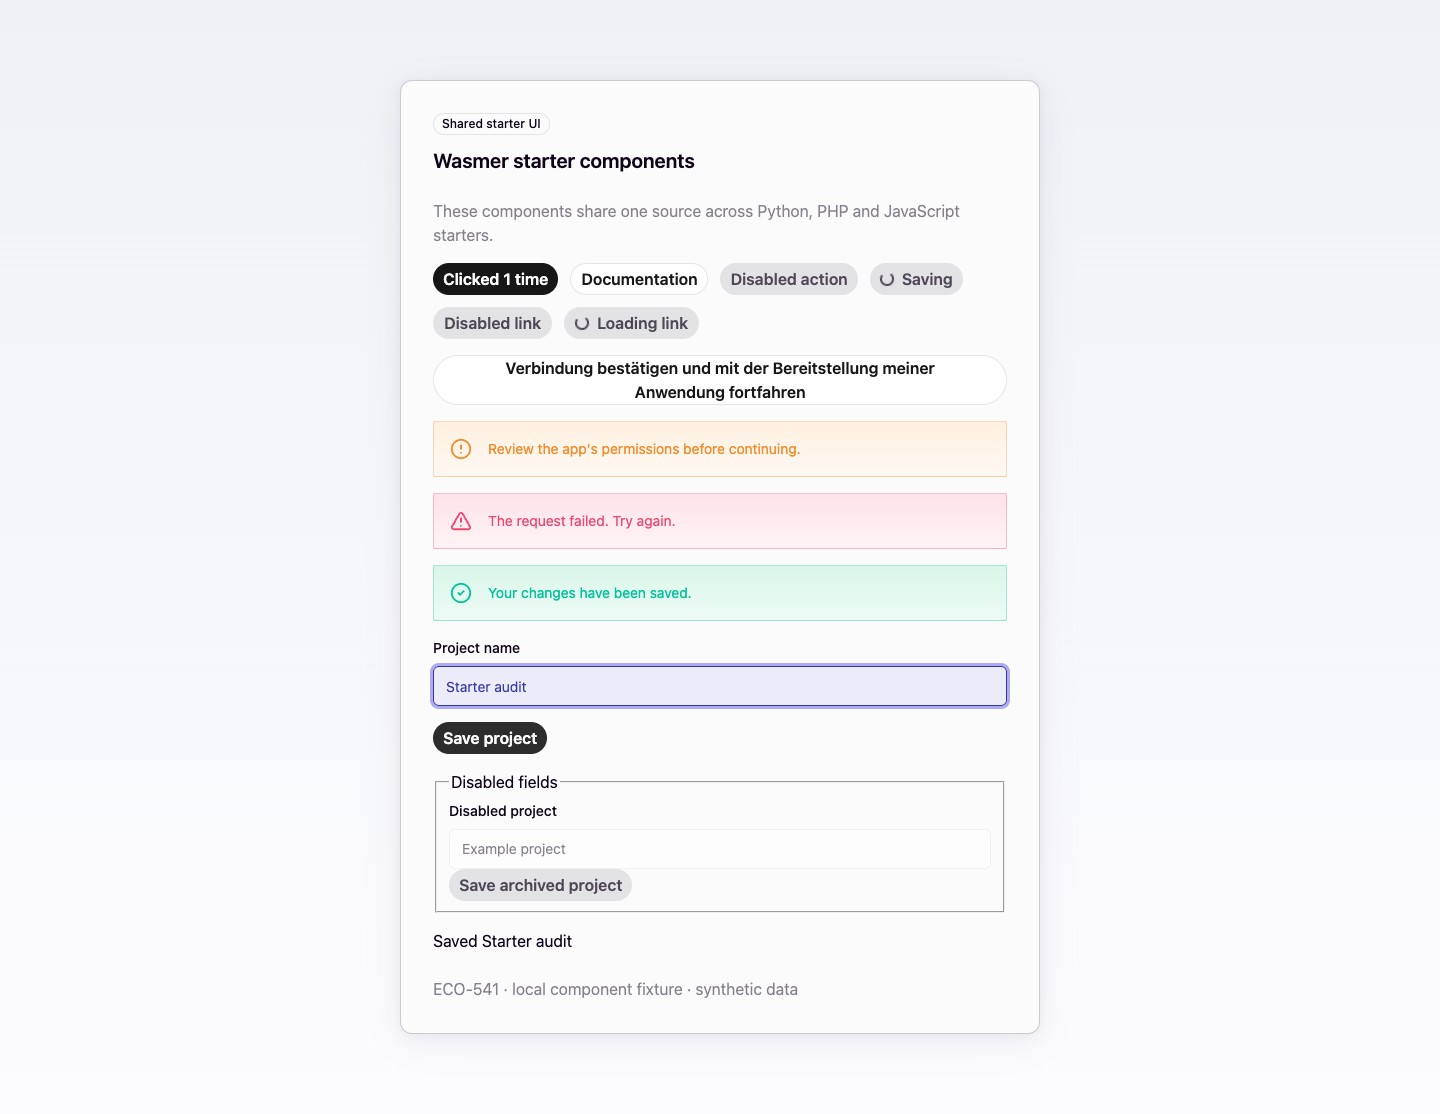 Shared starter UI
Wasmer starter components
These components share one source across Python, PHP and JavaScript
starters.
Clicked 1 time Documentation Disabled action Saving
Disabled link Loading link
Verbindung bestätigen und mit der Bereitstellung meiner
Anwendung fortfahren
Review the app's permissions before continuing.
The request failed. Try again.
Your changes have been saved.
Project name
Starter audit
Save project
Disabled fields
Disabled project
Example project
Save archived project
Saved Starter audit
ECO-541 · local component fixture · synthetic data